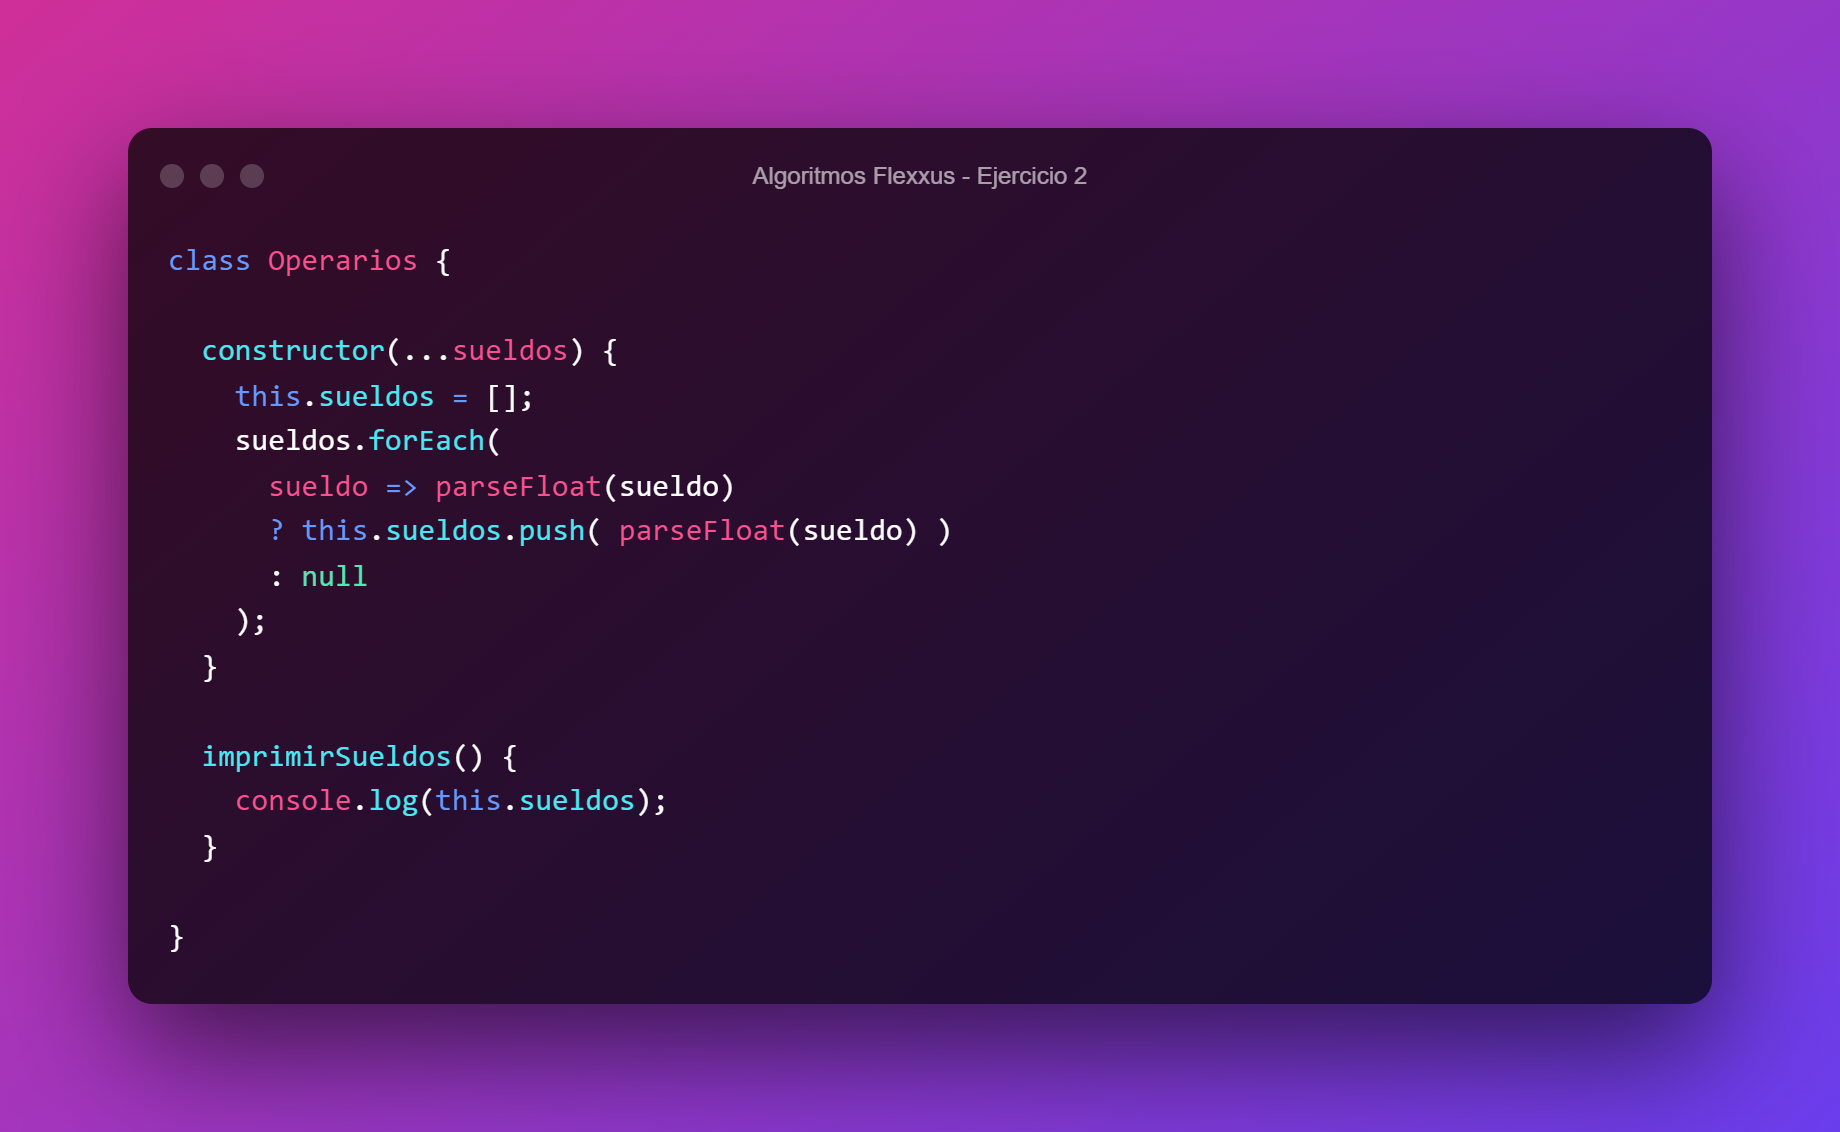 Algoritmos Flexxus - Ejercicio 2
class Operarios {
constructor(...sueldos) {
this.sueldos = [];
sueldos.forEach(
sueldo => parseFloat(sueldo)
? this.sueldos.push( parseFloat(sueldo) )
: null
);
}
imprimirSueldos() {
console.log(this.sueldos);
}
}